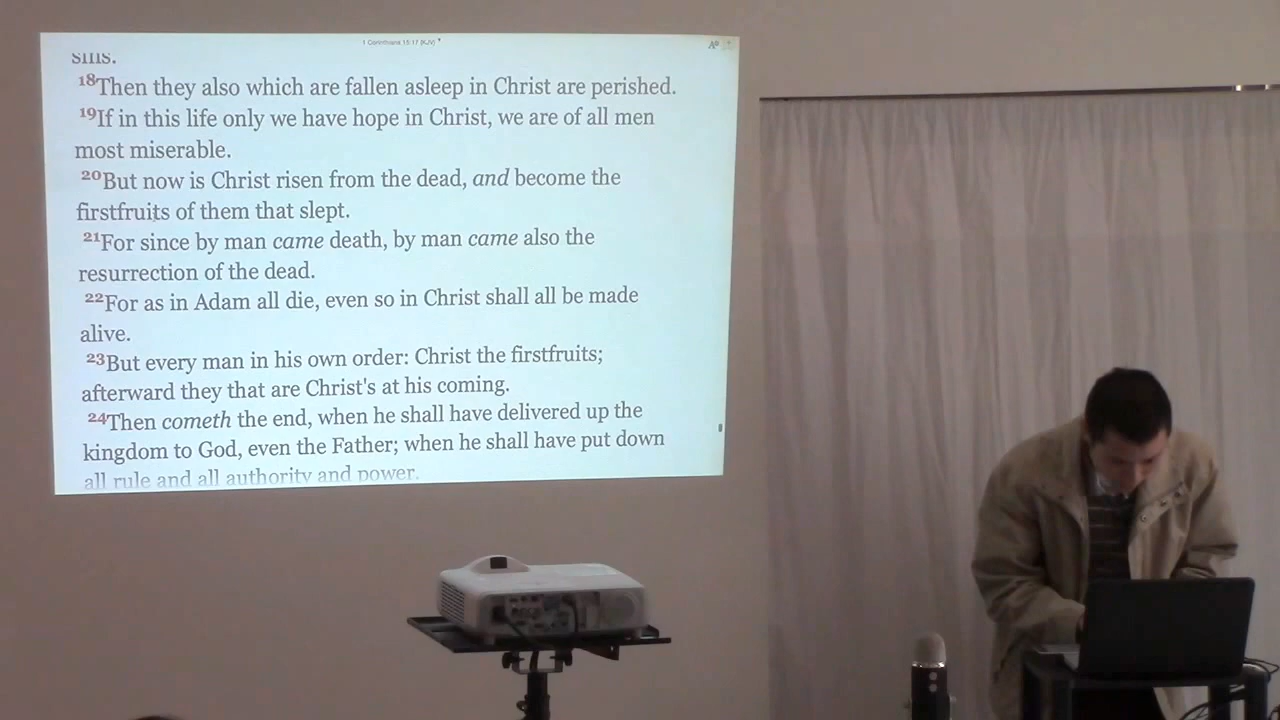 1 Corinthians 15:17 (KJV)
sins.
18Then they also which are fallen asleep in Christ are perished.
19If in this life only we have hope in Christ, we are of all men
most miserable.
20But now is Christ risen from the dead, and become the
firstfruits of them that slept.
21For since by man came death, by man came also the
resurrection of the dead.
22For as in Adam all die, even so in Christ shall all be made
alive.
23But every man in his own order: Christ the firstfruits;
afterward they that are Christ's at his coming.
24Then cometh the end, when he shall have delivered up the
kingdom to God, even the Father; when he shall have put down
all rule and all authority and power.